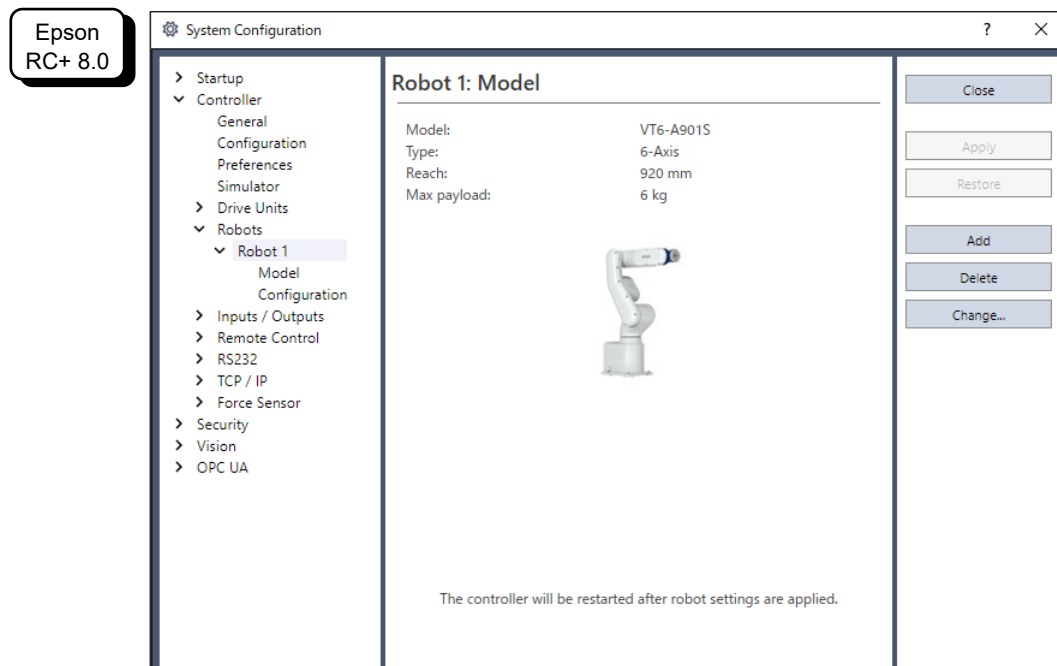 Epson
RC+ 8.0
System Configuration
?
Startup
Controller
General
Configuration
Preferences
Simulator
Drive Units
Robots
Robot 1
Model
Configuration
Inputs / Outputs
Remote Control
RS232
TCP / IP
Force Sensor
Security
Vision
OPC UA
Robot 1: Model
Model: VT6-A901S
Type: 6-Axis
Reach: 920 mm
Max payload: 6 kg
The controller will be restarted after robot settings are applied.
Close
Apply
Restore
Add
Delete
Change...